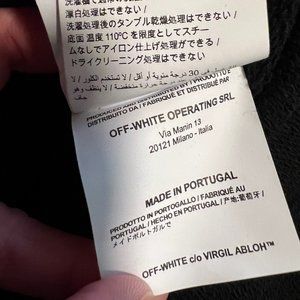 漂白処理はできない/
洗濯処理後のタンブル乾燥処理はできない/
底面温度110℃を限度としてスチー
ムなしでアイロン仕上げ処理ができる/
ドライクリーニング処理はできない/
PRODUCED AND DISTRIBUTED BY /
DISTRIBUITO DA / FABRIQUÉ ET DISTRIBUÉ PAR
OFF-WHITE OPERATING SRL
Via Manin 13
20121 Milano - Italia
MADE IN PORTUGAL
PRODOTTO IN PORTOGALLO / FABRIQUÉ AU
PORTUGAL / HECHO EN PORTUGAL / 产地:葡萄牙/
メイドポルトガルで
OFF-WHITE c/o VIRGIL ABLOH™